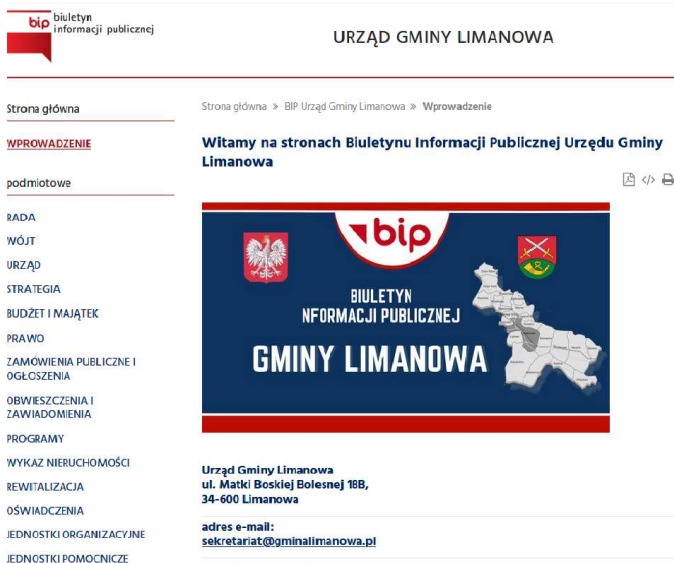 bip biuletyn
informacji publicznej
URZĄD GMINY LIMANOWA
Strona główna
WPROWADZENIE
podmiotowe
RADA
WÓJT
URZĄD
STRATEGIA
BUDŻET I MAJĄTEK
PRAWO
ZAMÓWIENIA PUBLICZNE I
OGŁOSZENIA
OBWIESZCZENIA I
ZAWIADOMIENIA
PROGRAMY
WYKAZ NIERUCHOMOŚCI
REWITALIZACJA
OŚWIADCZENIA
JEDNOSTKI ORGANIZACYJNE
JEDNOSTKI POMOCNICZE
Strona główna » BIP Urząd Gminy Limanowa » Wprowadzenie
Witamy na stronach Biuletynu Informacji Publicznej Urzędu Gminy
Limanowa
bip
BIULETYN
NFORMACJI PUBLICZNEJ
GMINY LIMANOWA
Urząd Gminy Limanowa
ul. Matki Boskiej Bolesnej 18B,
34-600 Limanowa
adres e-mail:
sekretariat@gminalimanowa.pl